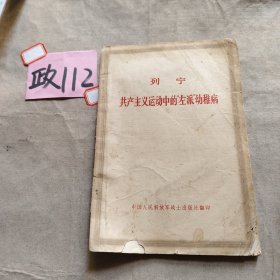 政112
列宁
共产主义运动中的“左派”幼稚病
中国人民解放军战士出版社翻印